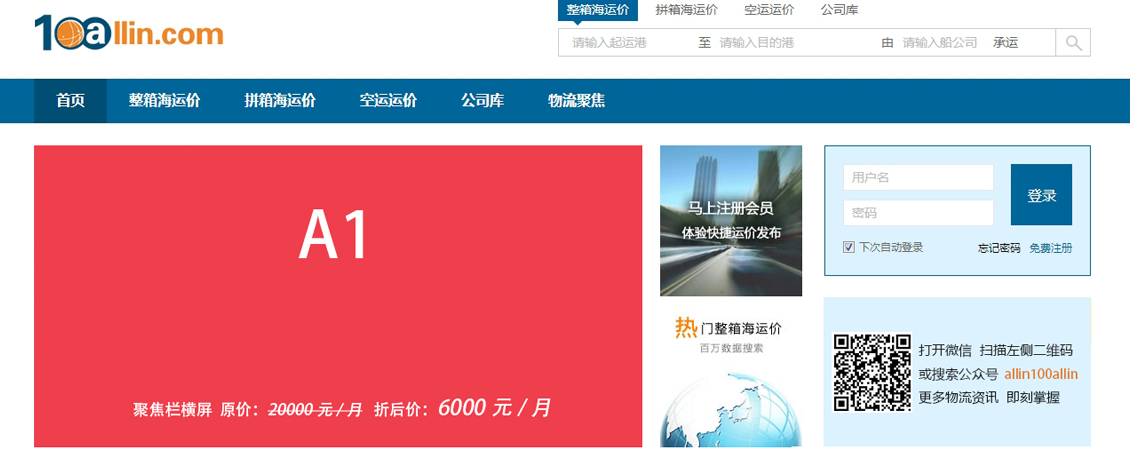 100allin.com
整箱海运价 拼箱海运价 空运运价 公司库
请输入起运港 至 请输入目的港 由 请输入船公司 承运
首页 整箱海运价 拼箱海运价 空运运价 公司库 物流聚焦
A1
聚焦栏横屏 原价：20000 元 / 月 折后价：6000 元 / 月
马上注册会员
体验快捷运价发布
热门整箱海运价
百万数据搜索
用户名
密码
登录
下次自动登录 忘记密码 免费注册
打开微信 扫描左侧二维码
或搜索公众号 allin100allin
更多物流资讯 即刻掌握